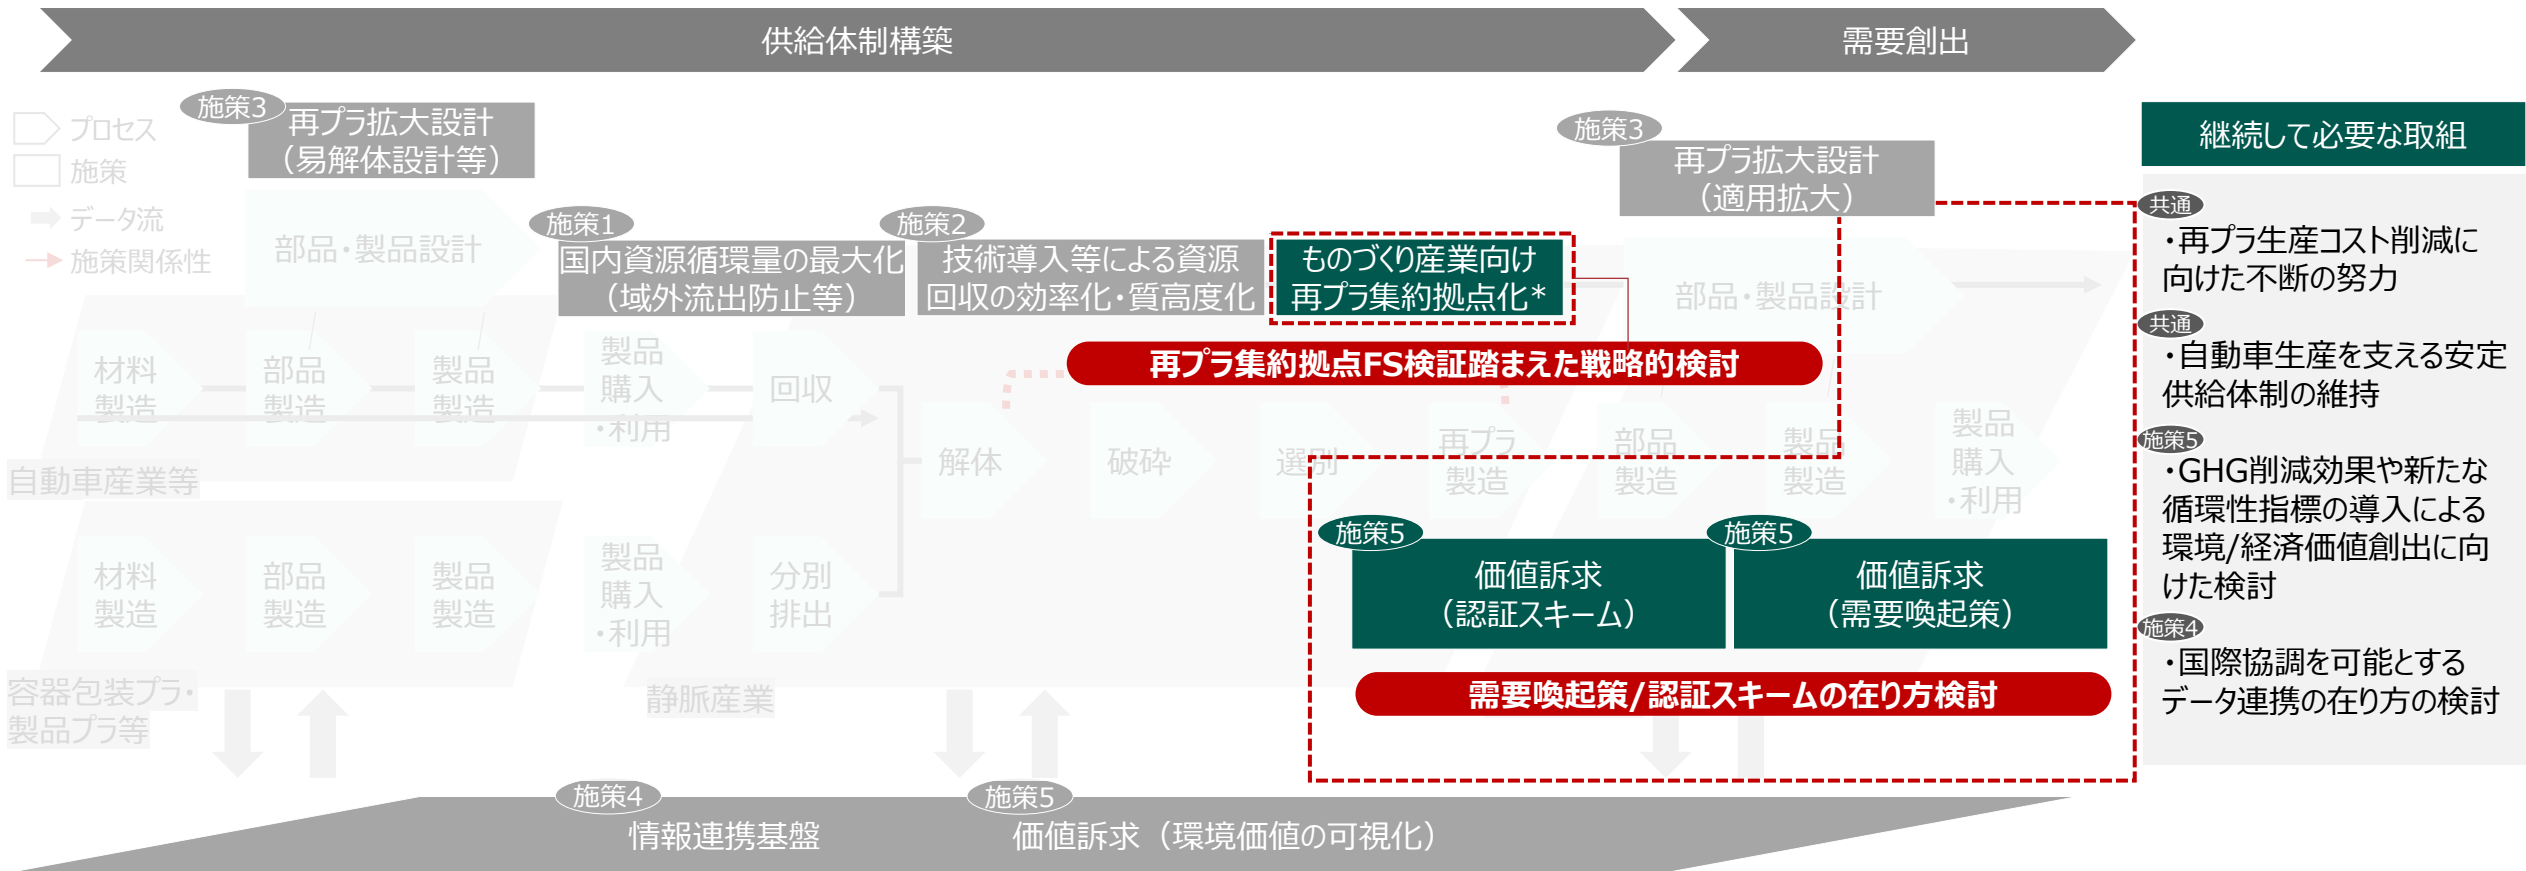 供給体制構築
需要創出
プロセス
施策
データ流
施策関係性
施策3
再プラ拡大設計
（易解体設計等）
部品・製品設計
施策1
国内資源循環量の最大化
（域外流出防止等）
施策2
技術導入等による資源
回収の効率化・質高度化
ものづくり産業向け
再プラ集約拠点化*
施策3
再プラ拡大設計
（適用拡大）
部品・製品設計
再プラ集約拠点FS検証踏まえた戦略的検討
材料
製造
部品
製造
製品
製造
製品
購入
・利用
回収
自動車産業等
解体
破砕
選別
再プラ
製造
部品
製造
製品
製造
製品
購入
・利用
材料
製造
部品
製造
製品
製造
製品
購入
・利用
分別
排出
容器包装プラ・
製品プラ等
静脈産業
施策5
価値訴求
（認証スキーム）
施策5
価値訴求
（需要喚起策）
需要喚起策/認証スキームの在り方検討
施策4
情報連携基盤
施策5
価値訴求（環境価値の可視化）
継続して必要な取組
共通
・再プラ生産コスト削減に
向けた不断の努力
共通
・自動車生産を支える安定
供給体制の維持
施策5
・GHG削減効果や新たな
循環性指標の導入による
環境/経済価値創出に向
けた検討
施策4
・国際協調を可能とする
データ連携の在り方の検討